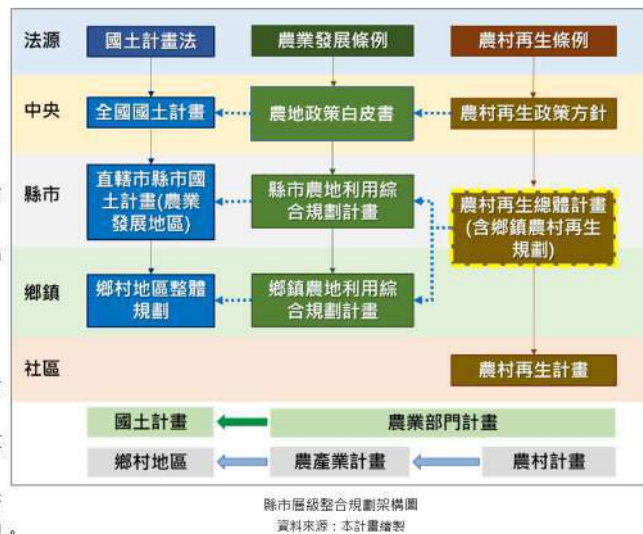 法源
國土計畫法
農業發展條例
農村再生條例
中央
全國國土計畫
農地政策白皮書
農村再生政策方針
縣市
直轄市縣市國
土計畫(農業
發展地區)
縣市農地利用綜
合規劃計畫
農村再生總體計畫
(含鄉鎮農村再生
規劃)
鄉鎮
鄉村地區整體
規劃
鄉鎮農地利用綜
合規劃計畫
社區
農村再生計畫
國土計畫
農業部門計畫
鄉村地區
農產業計畫
農村計畫
縣市層級整合規劃架構圖
資料來源：本計畫繪製